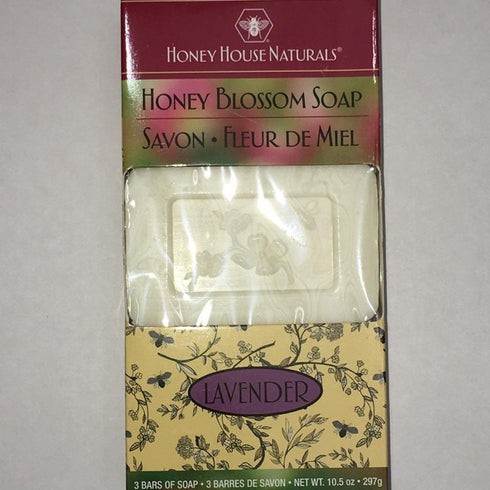 HONEY HOUSE NATURALS®
HONEY BLOSSOM SOAP
SAVON • FLEUR DE MIEL
LAVENDER
3 BARS OF SOAP • 3 BARRES DE SAVON • NET WT. 10.5 oz • 297g